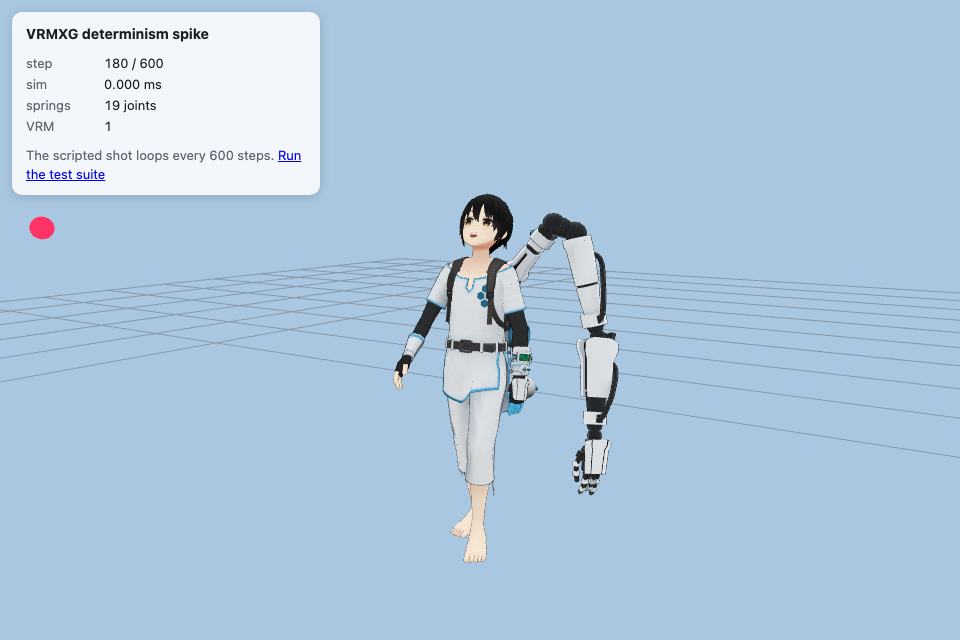 VRMXG determinism spike
step 180 / 600
sim 0.000 ms
springs 19 joints
VRM 1
The scripted shot loops every 600 steps. Run
the test suite